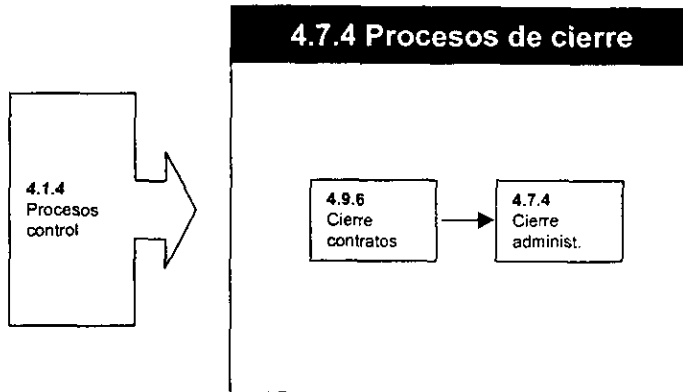 4.7.4 Procesos de cierre
4.1.4
Procesos
control
4.9.6
Cierre
contratos
4.7.4
Cierre
administ.